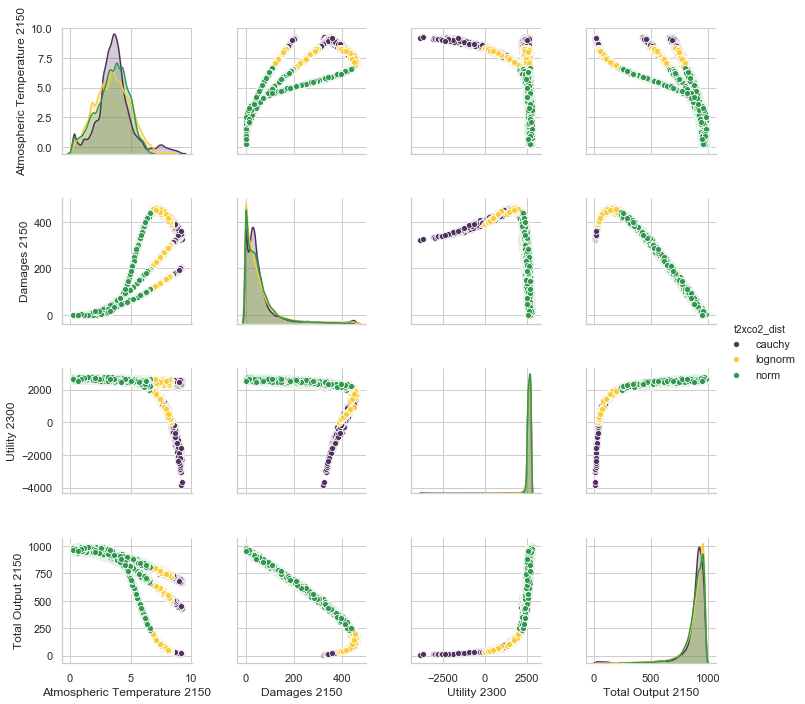 Atmospheric Temperature 2150
10.0
7.5
5.0
2.5
0.0
Damages 2150
400
200
0
t2xco2_dist
cauchy
lognorm
norm
Utility 2300
2000
0
−2000
−4000
Total Output 2150
1000
750
500
250
0
0 5 10
0 200 400
−2500 0 2500
0 500 1000
Atmospheric Temperature 2150
Damages 2150
Utility 2300
Total Output 2150